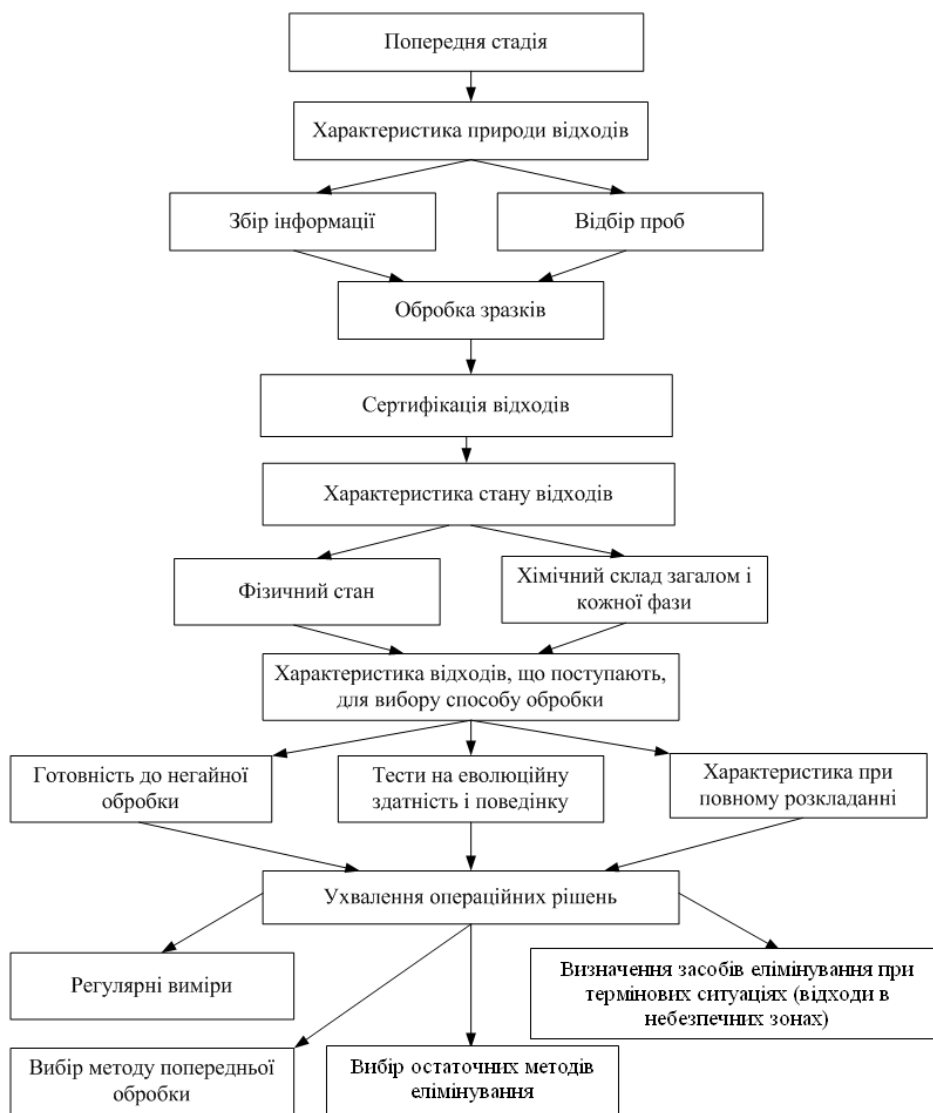 Попередня стадія
Характеристика природи відходів
Збір інформації
Відбір проб
Обробка зразків
Сертифікація відходів
Характеристика стану відходів
Фізичний стан
Хімічний склад загалом і
кожної фази
Характеристика відходів, що поступають,
для вибору способу обробки
Готовність до негайної
обробки
Тести на еволюційну
здатність і поведінку
Характеристика при
повному розкладанні
Ухвалення операційних рішень
Регулярні виміри
Визначення засобів елімінування при
термінових ситуаціях (відходи в
небезпечних зонах)
Вибір методу попередньої
обробки
Вибір остаточних методів
елімінування